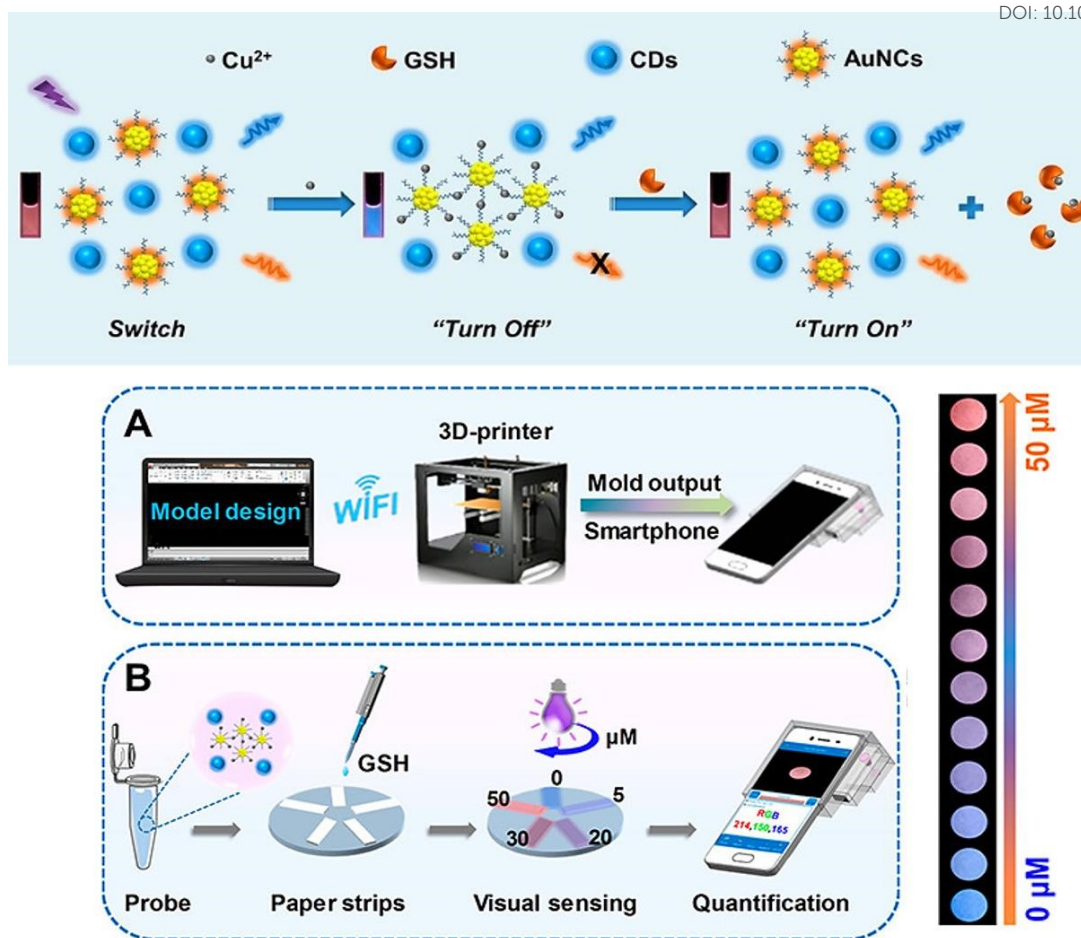 DOI: 10.10
Cu²⁺ GSH CDs AuNCs
X
Switch "Turn Off" "Turn On"
A
3D-printer
Model design
WiFi
Mold output
Smartphone
50 µM
0 µM
B
GSH
µM
0
50
5
30
20
RGB
214,150,165
Probe Paper strips Visual sensing Quantification